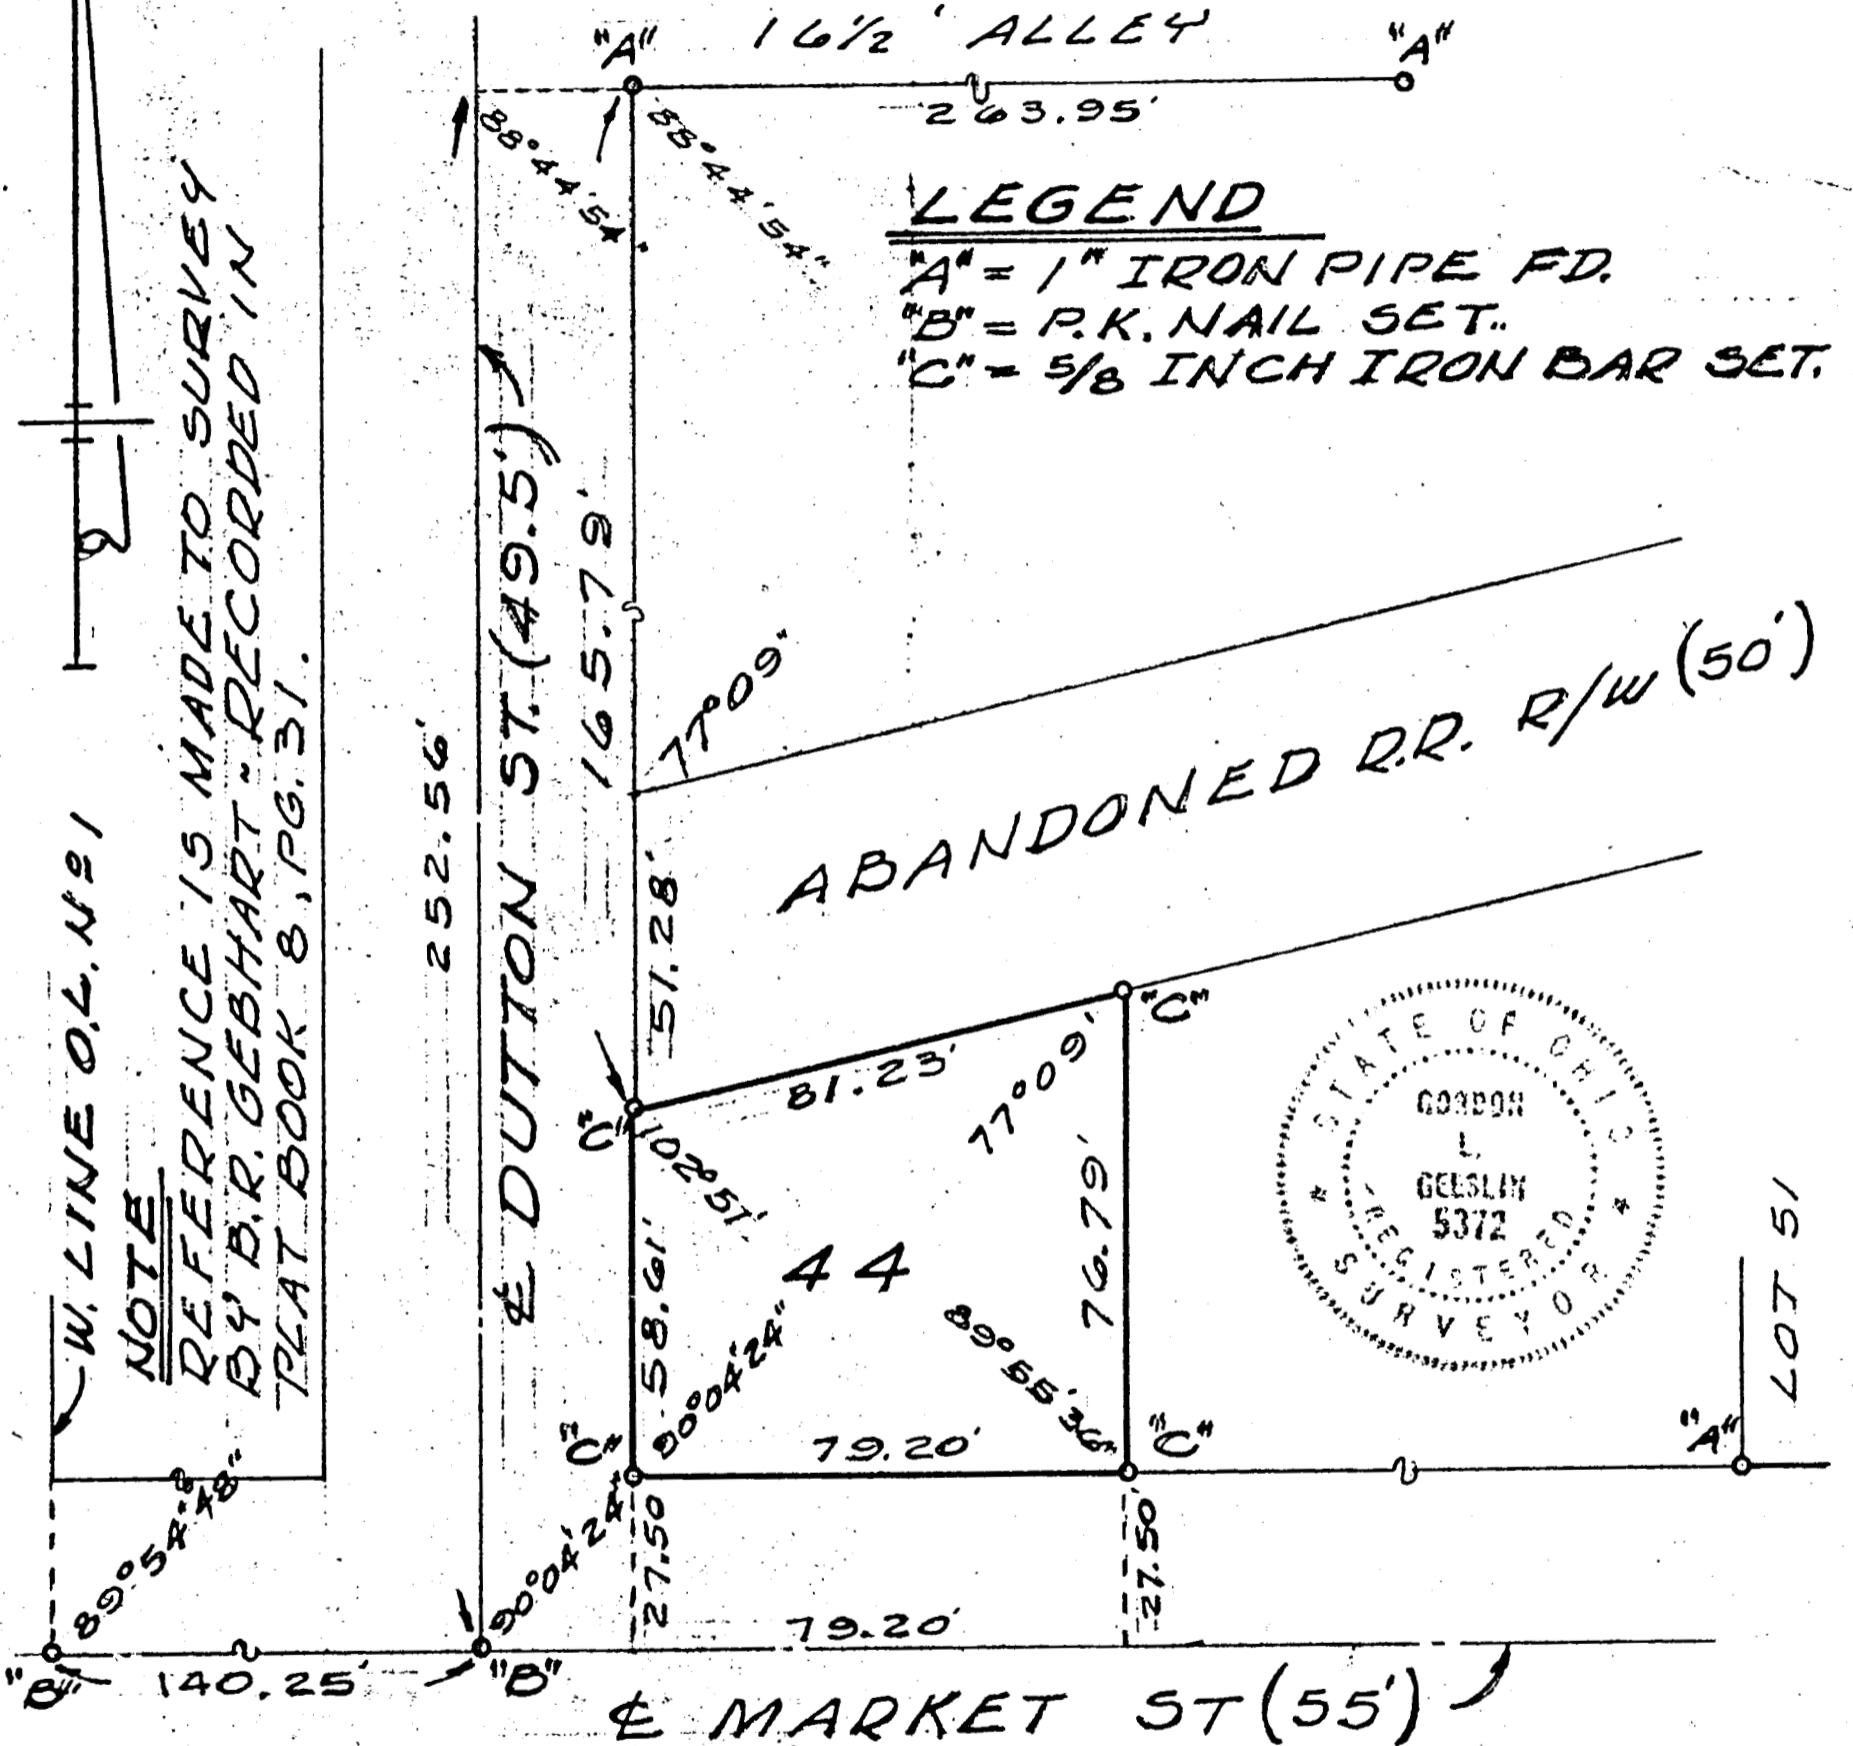 16½' ALLEY
"A"
"A"
263.95'
88°44'54"
88°44'54"
LEGEND
"A" = 1" IRON PIPE FD.
"B" = P.K. NAIL SET.
"C" = 5/8 INCH IRON BAR SET.
W. LINE O.L. Nº 1
NOTE
REFERENCE IS MADE TO SURVEY
BY B.R. GEBHART RECORDED IN
PLAT BOOK 8, PG. 31.
252.56'
℄ DUTTON ST. (49.5')
165.79'
77°09'
51.28'
ABANDONED R.R. R/W (50')
"C"
"C"
81.23'
77°09'
102°51'
58.61'
44
76.79'
90°04'24"
89°55'36"
"C"
79.20'
"C"
STATE OF OHIO
GORDON
L.
GEESLIN
5372
REGISTERED
SURVEYOR
LOT 51
"A"
89°54'48"
90°04'24"
27.50'
27.50'
79.20'
"B"
140.25'
"B"
℄ MARKET ST (55')